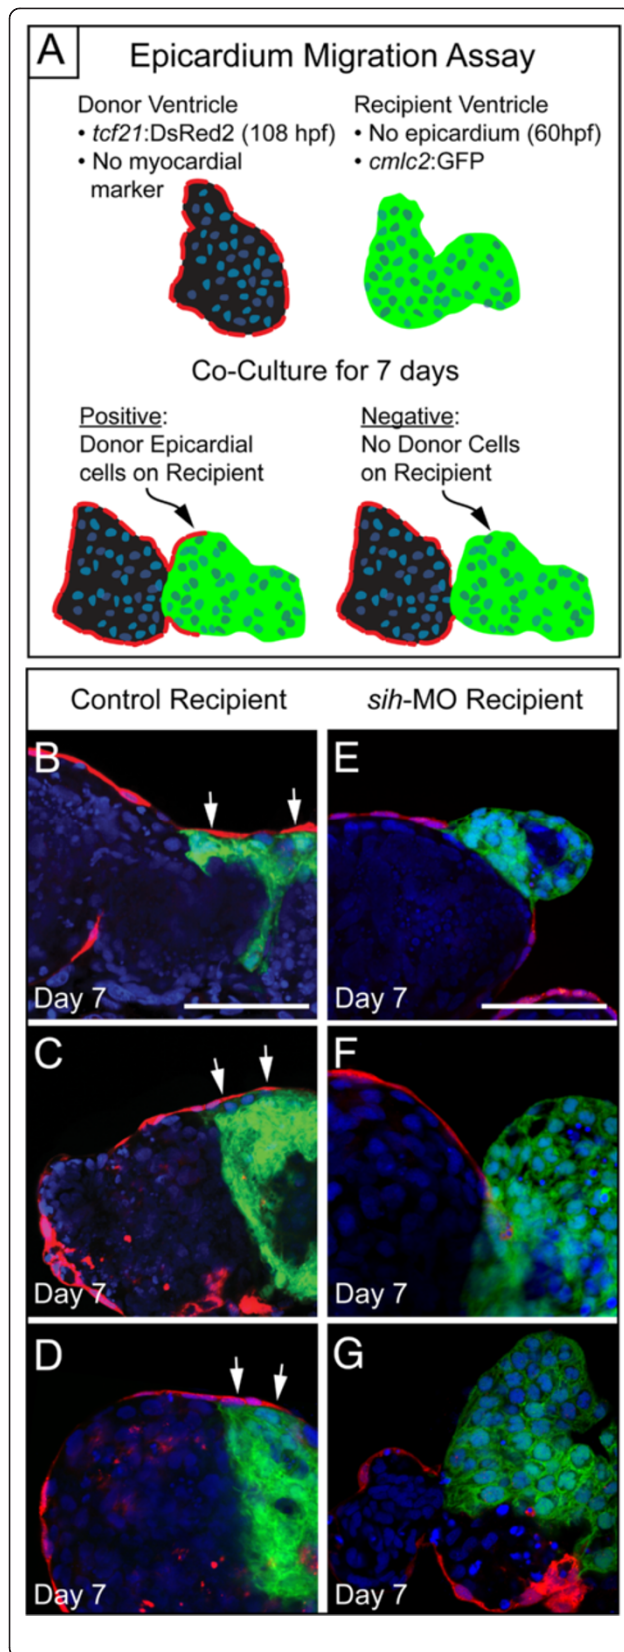 A
Epicardium Migration Assay
Donor Ventricle
• tcf21:DsRed2 (108 hpf)
• No myocardial
marker
Recipient Ventricle
• No epicardium (60hpf)
• cmlc2:GFP
Co-Culture for 7 days
Positive:
Donor Epicardial
cells on Recipient
Negative:
No Donor Cells
on Recipient
Control Recipient
sih-MO Recipient
B
Day 7
E
Day 7
C
Day 7
F
Day 7
D
Day 7
G
Day 7